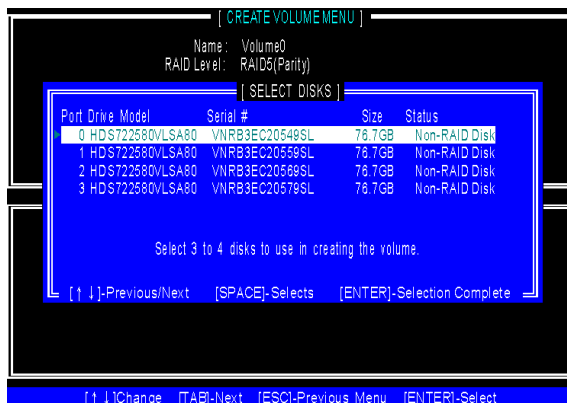 [ CREATE VOLUME MENU ]
Name : Volume0
RAID Level : RAID5(Parity)
[ SELECT DISKS ]
Port Drive Model Serial # Size Status
0 HDS722580VLSA80 VNRB3EC20549SL 76.7GB Non-RAID Disk
1 HDS722580VLSA80 VNRB3EC20559SL 76.7GB Non-RAID Disk
2 HDS722580VLSA80 VNRB3EC20569SL 76.7GB Non-RAID Disk
3 HDS722580VLSA80 VNRB3EC20579SL 76.7GB Non-RAID Disk
Select 3 to 4 disks to use in creating the volume.
[↑↓]-Previous/Next [SPACE]-Selects [ENTER]-Selection Complete
[↑↓]Change [TAB]-Next [ESC]-Previous Menu [ENTER]-Select